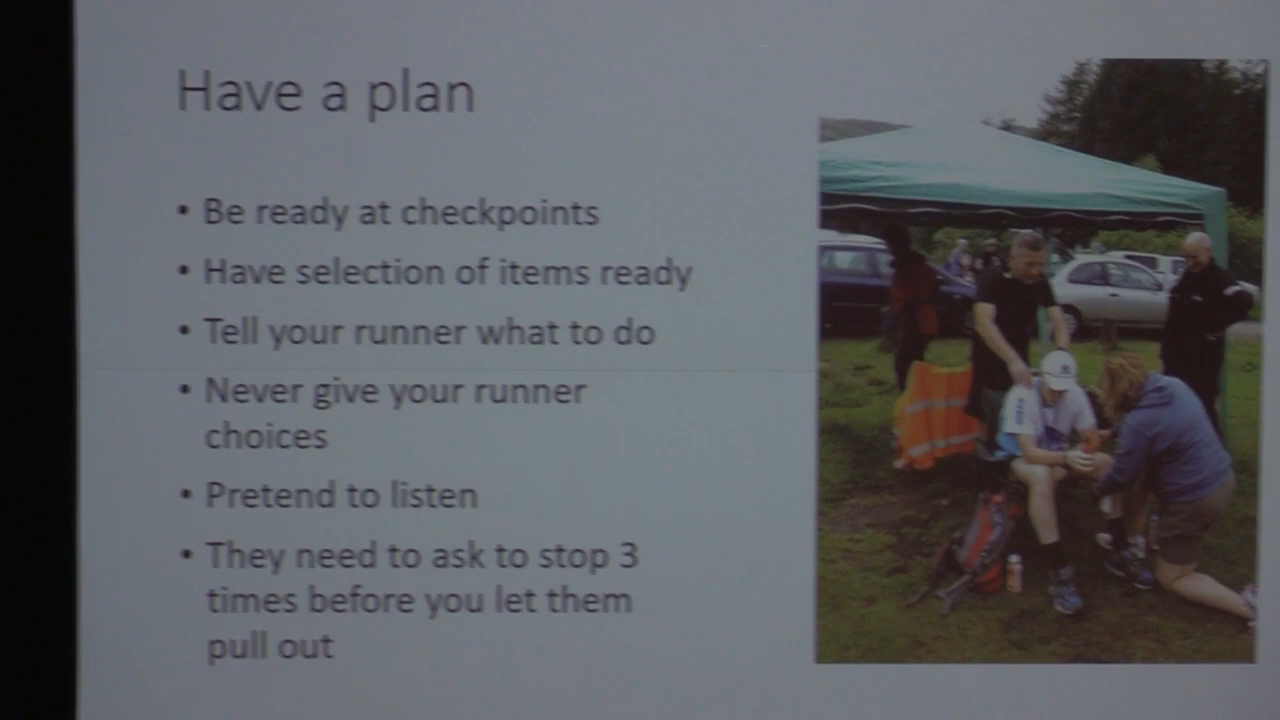 Have a plan
• Be ready at checkpoints
• Have selection of items ready
• Tell your runner what to do
• Never give your runner
choices
• Pretend to listen
• They need to ask to stop 3
times before you let them
pull out